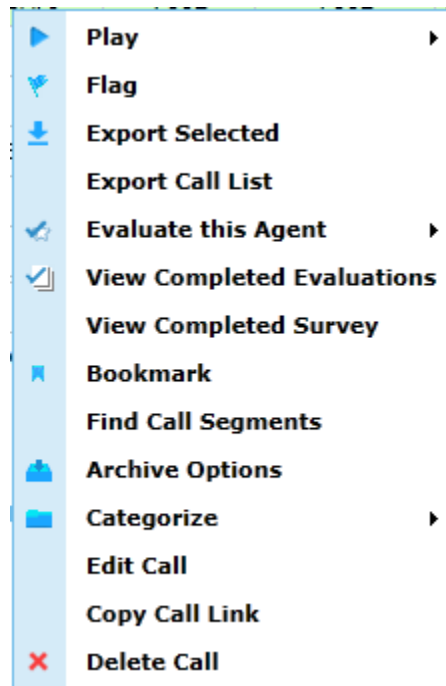 Play
Flag
Export Selected
Export Call List
Evaluate this Agent
View Completed Evaluations
View Completed Survey
Bookmark
Find Call Segments
Archive Options
Categorize
Edit Call
Copy Call Link
Delete Call